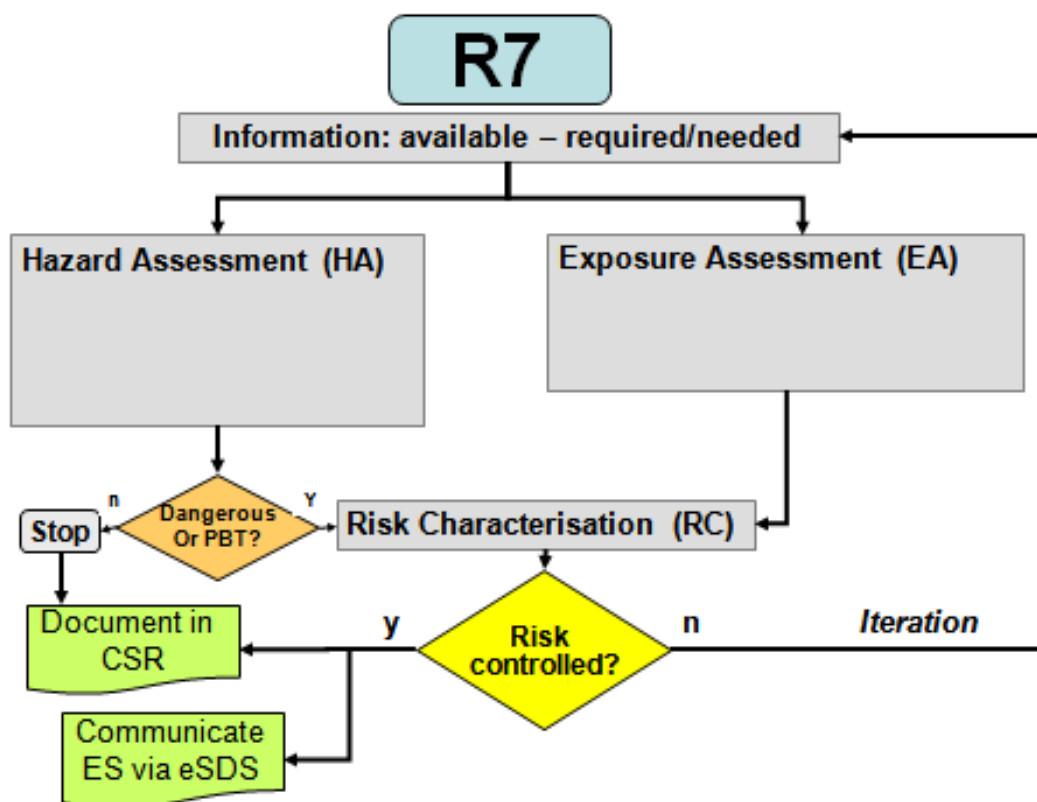 R7
Information: available – required/needed
Hazard Assessment (HA)
Exposure Assessment (EA)
n
Y
Dangerous
Or PBT?
Stop
Risk Characterisation (RC)
Document in
CSR
y
Risk
controlled?
n
Iteration
Communicate
ES via eSDS